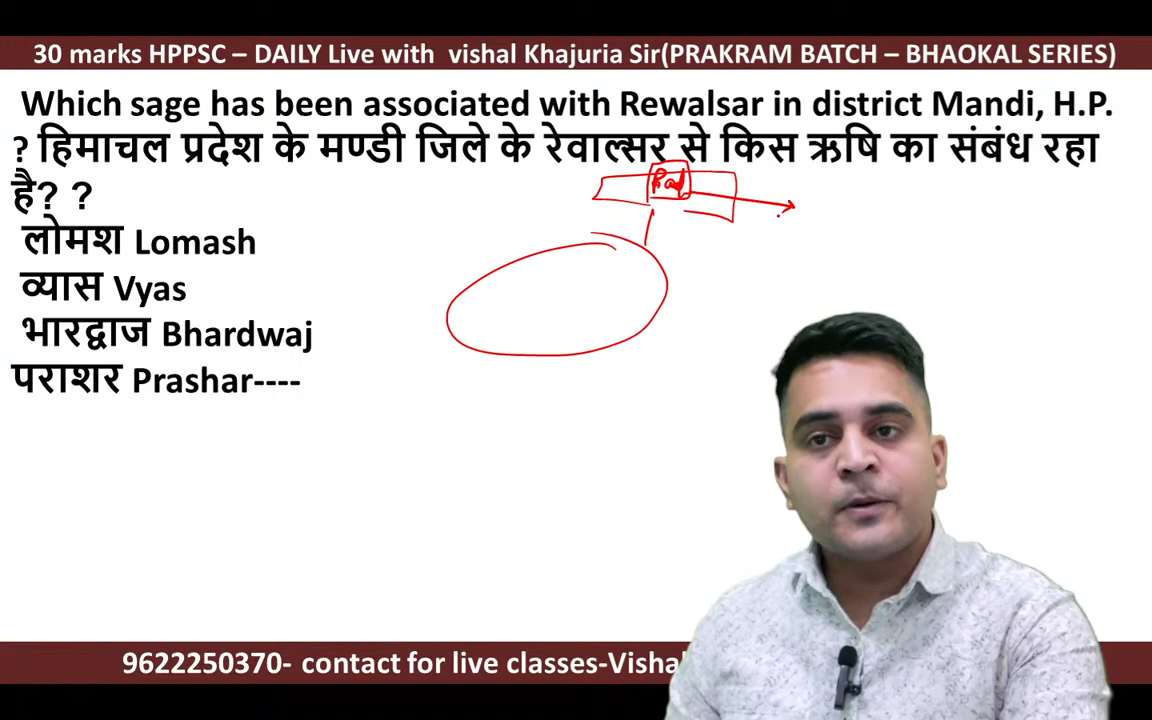 30 marks HPPSC – DAILY Live with vishal Khajuria Sir(PRAKRAM BATCH – BHAOKAL SERIES)
Which sage has been associated with Rewalsar in district Mandi, H.P.
? हिमाचल प्रदेश के मण्डी जिले के रेवाल्सर से किस ऋषि का संबंध रहा
है? ?
लोमश Lomash
व्यास Vyas
भारद्वाज Bhardwaj
पराशर Prashar----
9622250370- contact for live classes-Vishal